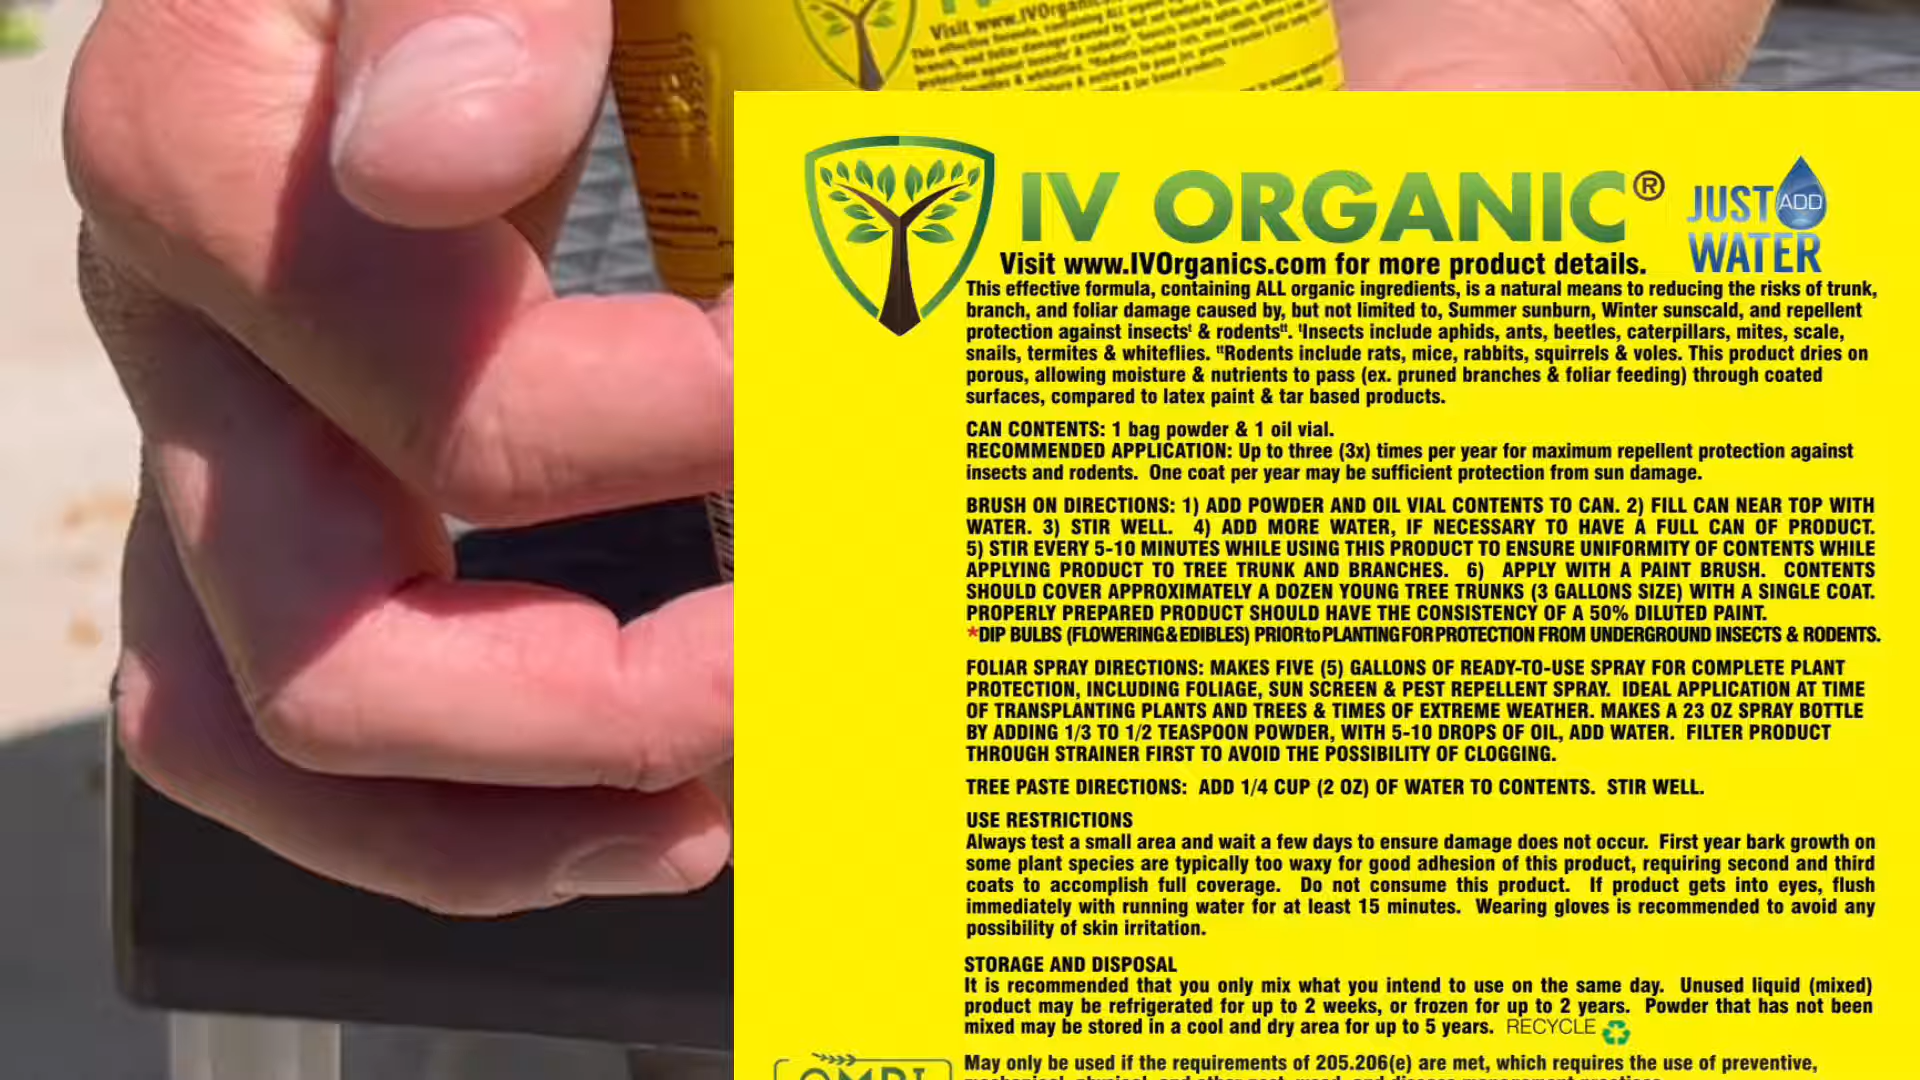 Visit www.IVOrganic
IV ORGANIC®
JUST ADD
WATER
Visit www.IVOrganics.com for more product details.
This effective formula, containing ALL organic ingredients, is a natural means to reducing the risks of trunk,
branch, and foliar damage caused by, but not limited to, Summer sunburn, Winter sunscald, and repellent
protection against insectsᵗ & rodentsᵗᵗ. ᵗInsects include aphids, ants, beetles, caterpillars, mites, scale,
snails, termites & whiteflies. ᵗᵗRodents include rats, mice, rabbits, squirrels & voles. This product dries on
porous, allowing moisture & nutrients to pass (ex. pruned branches & foliar feeding) through coated
surfaces, compared to latex paint & tar based products.
CAN CONTENTS: 1 bag powder & 1 oil vial.
RECOMMENDED APPLICATION: Up to three (3x) times per year for maximum repellent protection against
insects and rodents. One coat per year may be sufficient protection from sun damage.
BRUSH ON DIRECTIONS: 1) ADD POWDER AND OIL VIAL CONTENTS TO CAN. 2) FILL CAN NEAR TOP WITH
WATER. 3) STIR WELL. 4) ADD MORE WATER, IF NECESSARY TO HAVE A FULL CAN OF PRODUCT.
5) STIR EVERY 5-10 MINUTES WHILE USING THIS PRODUCT TO ENSURE UNIFORMITY OF CONTENTS WHILE
APPLYING PRODUCT TO TREE TRUNK AND BRANCHES. 6) APPLY WITH A PAINT BRUSH. CONTENTS
SHOULD COVER APPROXIMATELY A DOZEN YOUNG TREE TRUNKS (3 GALLONS SIZE) WITH A SINGLE COAT.
PROPERLY PREPARED PRODUCT SHOULD HAVE THE CONSISTENCY OF A 50% DILUTED PAINT.
*DIP BULBS (FLOWERING & EDIBLES) PRIOR to PLANTING FOR PROTECTION FROM UNDERGROUND INSECTS & RODENTS.
FOLIAR SPRAY DIRECTIONS: MAKES FIVE (5) GALLONS OF READY-TO-USE SPRAY FOR COMPLETE PLANT
PROTECTION, INCLUDING FOLIAGE, SUN SCREEN & PEST REPELLENT SPRAY. IDEAL APPLICATION AT TIME
OF TRANSPLANTING PLANTS AND TREES & TIMES OF EXTREME WEATHER. MAKES A 23 OZ SPRAY BOTTLE
BY ADDING 1/3 TO 1/2 TEASPOON POWDER, WITH 5-10 DROPS OF OIL, ADD WATER. FILTER PRODUCT
THROUGH STRAINER FIRST TO AVOID THE POSSIBILITY OF CLOGGING.
TREE PASTE DIRECTIONS: ADD 1/4 CUP (2 OZ) OF WATER TO CONTENTS. STIR WELL.
USE RESTRICTIONS
Always test a small area and wait a few days to ensure damage does not occur. First year bark growth on
some plant species are typically too waxy for good adhesion of this product, requiring second and third
coats to accomplish full coverage. Do not consume this product. If product gets into eyes, flush
immediately with running water for at least 15 minutes. Wearing gloves is recommended to avoid any
possibility of skin irritation.
STORAGE AND DISPOSAL
It is recommended that you only mix what you intend to use on the same day. Unused liquid (mixed)
product may be refrigerated for up to 2 weeks, or frozen for up to 2 years. Powder that has not been
mixed may be stored in a cool and dry area for up to 5 years. RECYCLE
OMRI
May only be used if the requirements of 205.206(e) are met, which requires the use of preventive,